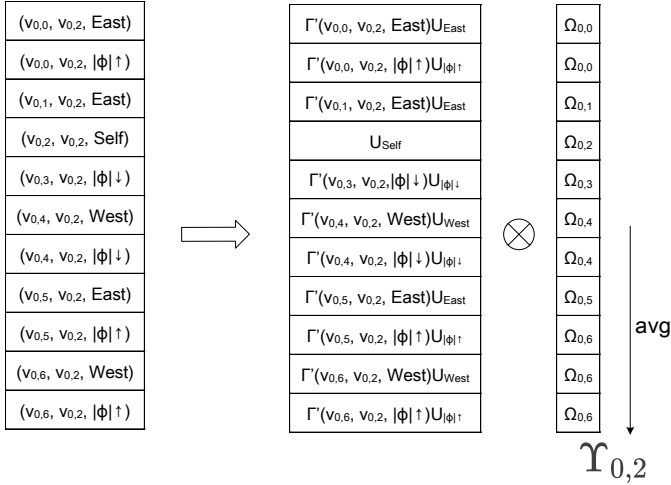 (v0,0, v0,2, East) Γ'(v0,0, v0,2, East)UEast Ω0,0
(v0,0, v0,2, |ϕ|↑) Γ'(v0,0, v0,2, |ϕ|↑)U|ϕ|↑ Ω0,0
(v0,1, v0,2, East) Γ'(v0,1, v0,2, East)UEast Ω0,1
(v0,2, v0,2, Self) USelf Ω0,2
(v0,3, v0,2, |ϕ|↓) Γ'(v0,3, v0,2,|ϕ|↓)U|ϕ|↓ Ω0,3
(v0,4, v0,2, West) Γ'(v0,4, v0,2, West)UWest Ω0,4
(v0,4, v0,2, |ϕ|↓) Γ'(v0,4, v0,2, |ϕ|↓)U|ϕ|↓ Ω0,4
(v0,5, v0,2, East) Γ'(v0,5, v0,2, East)UEast Ω0,5
(v0,5, v0,2, |ϕ|↑) Γ'(v0,5, v0,2, |ϕ|↑)U|ϕ|↑ Ω0,6
(v0,6, v0,2, West) Γ'(v0,6, v0,2, West)UWest Ω0,6
(v0,6, v0,2, |ϕ|↑) Γ'(v0,6, v0,2, |ϕ|↑)U|ϕ|↑ Ω0,6
avg
ϒ0,2